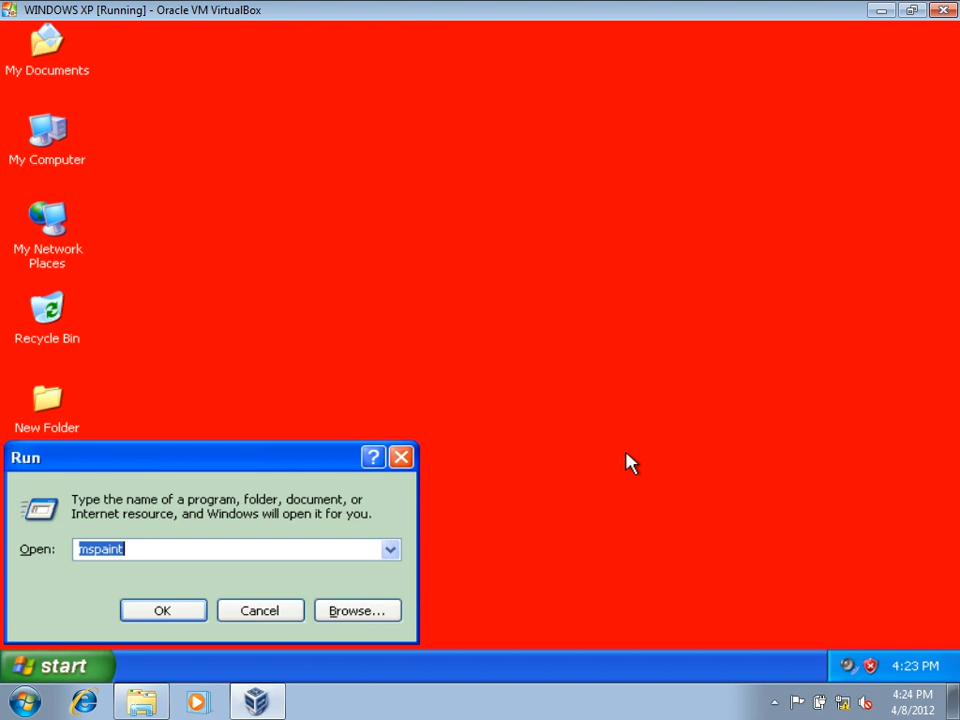 WINDOWS XP [Running] - Oracle VM VirtualBox
My Documents
My Computer
My Network
Places
Recycle Bin
New Folder
Run
Type the name of a program, folder, document, or
Internet resource, and Windows will open it for you.
Open: mspaint
OK Cancel Browse...
start 4:23 PM
4:24 PM
4/8/2012